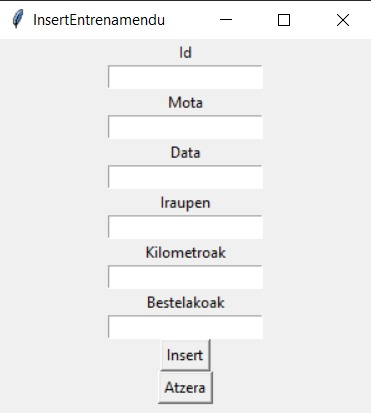 InsertEntrenamendu
Id
Mota
Data
Iraupen
Kilometroak
Bestelakoak
Insert
Atzera